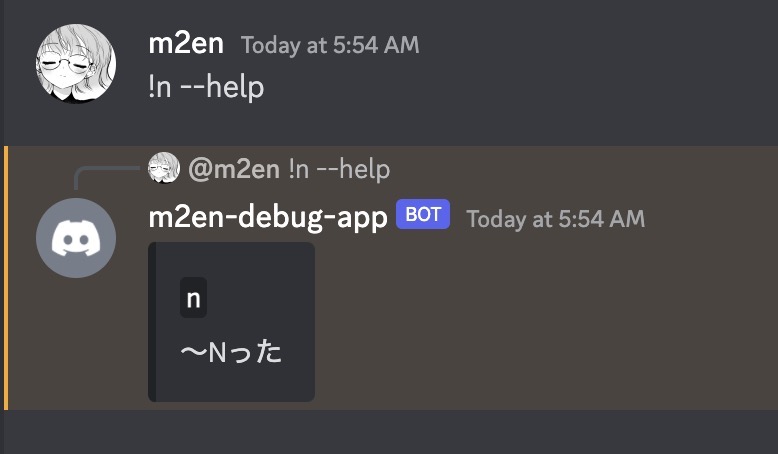 m2en Today at 5:54 AM
!n --help
@m2en !n --help
m2en-debug-app BOT Today at 5:54 AM
n
〜Nった